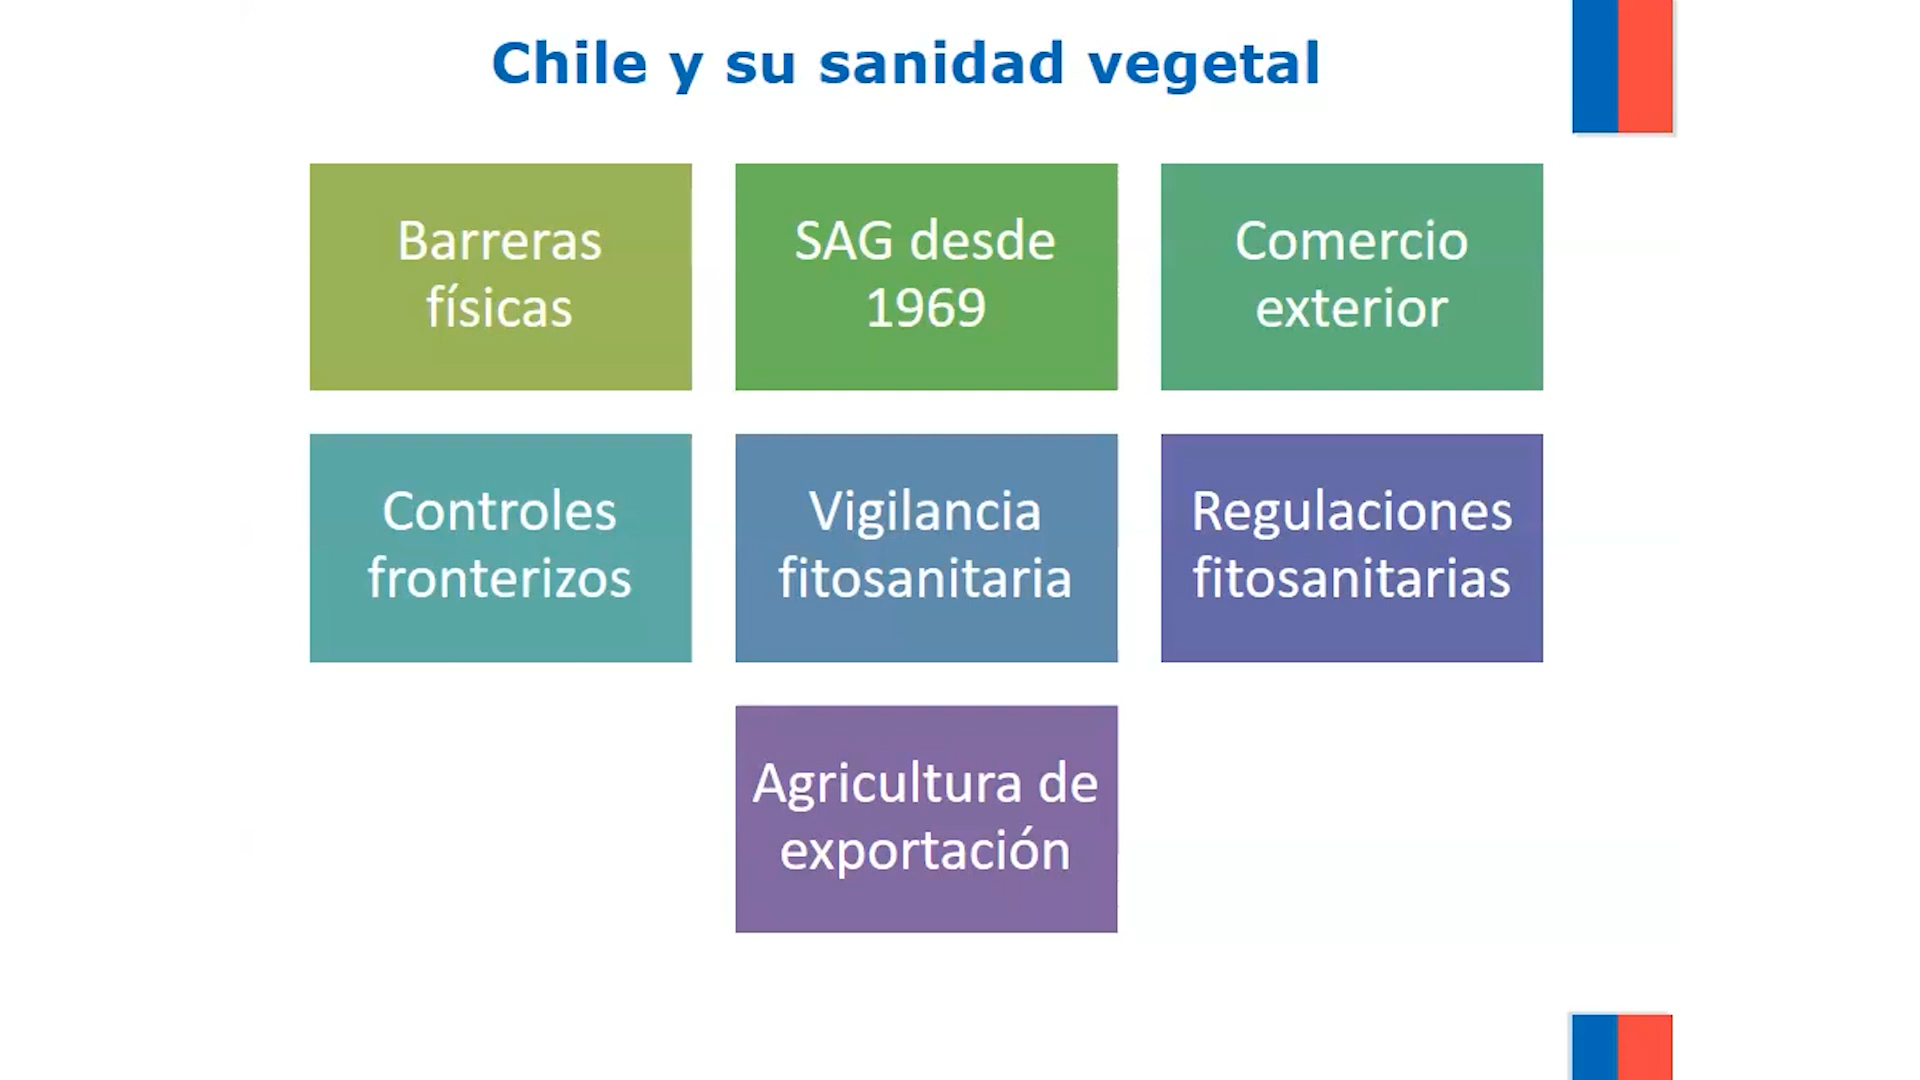 Chile y su sanidad vegetal
Barreras
físicas
SAG desde
1969
Comercio
exterior
Controles
fronterizos
Vigilancia
fitosanitaria
Regulaciones
fitosanitarias
Agricultura de
exportación